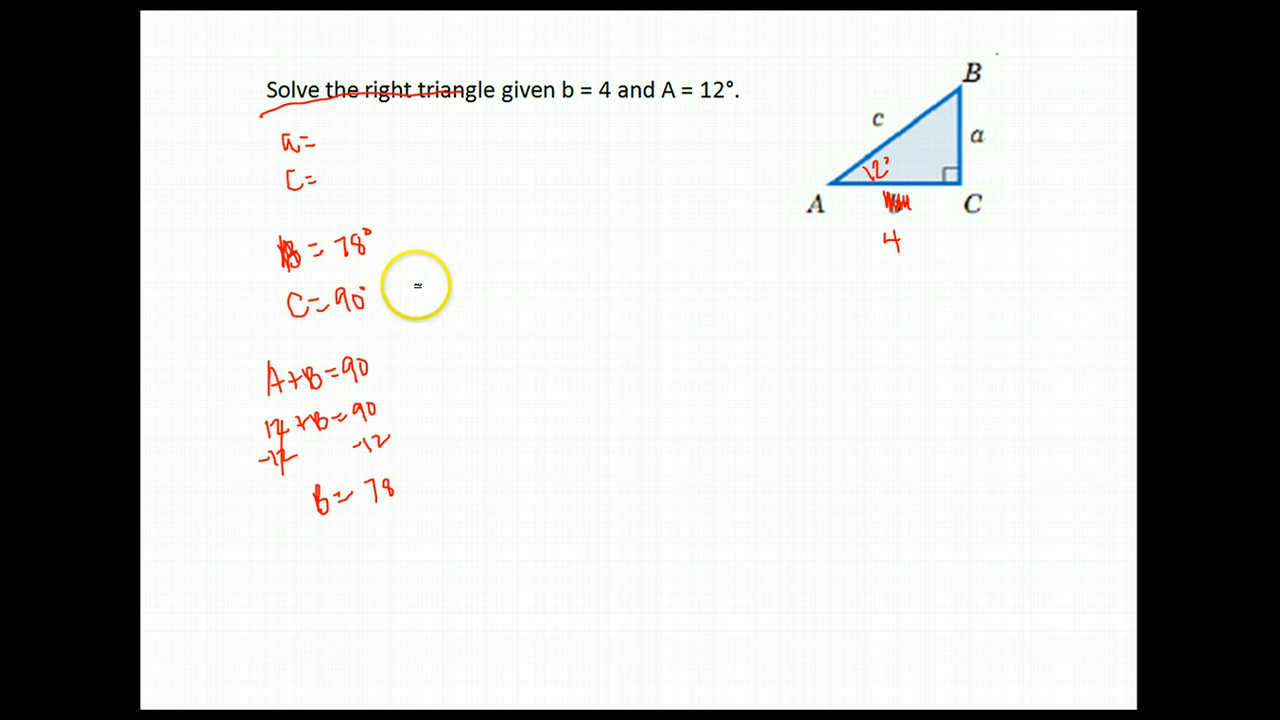 Solve the right triangle given b = 4 and A = 12°.
a =
c =
B = 78°
C = 90°
A + B = 90
12 + B = 90
-12 -12
B = 78
B
c
a
12°
A
C
4